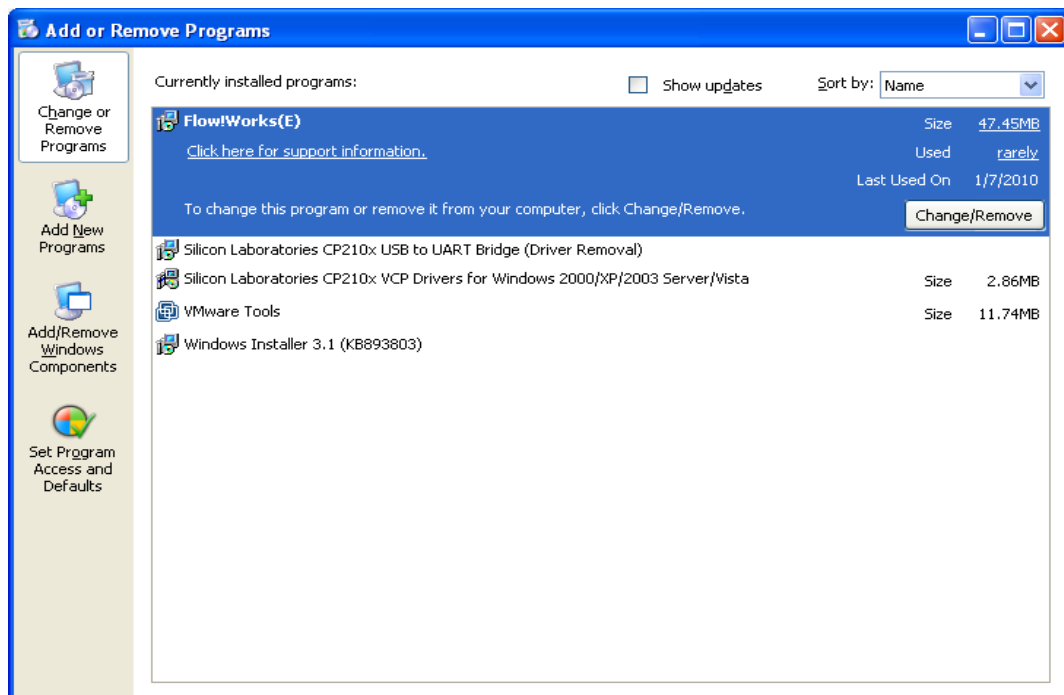 Add or Remove Programs
Change or
Remove
Programs
Add New
Programs
Add/Remove
Windows
Components
Set Program
Access and
Defaults
Currently installed programs:
Show updates
Sort by: Name
Flow!Works(E)
Size 47.45MB
Click here for support information.
Used rarely
Last Used On 1/7/2010
To change this program or remove it from your computer, click Change/Remove.
Change/Remove
Silicon Laboratories CP210x USB to UART Bridge (Driver Removal)
Silicon Laboratories CP210x VCP Drivers for Windows 2000/XP/2003 Server/Vista Size 2.86MB
VMware Tools Size 11.74MB
Windows Installer 3.1 (KB893803)